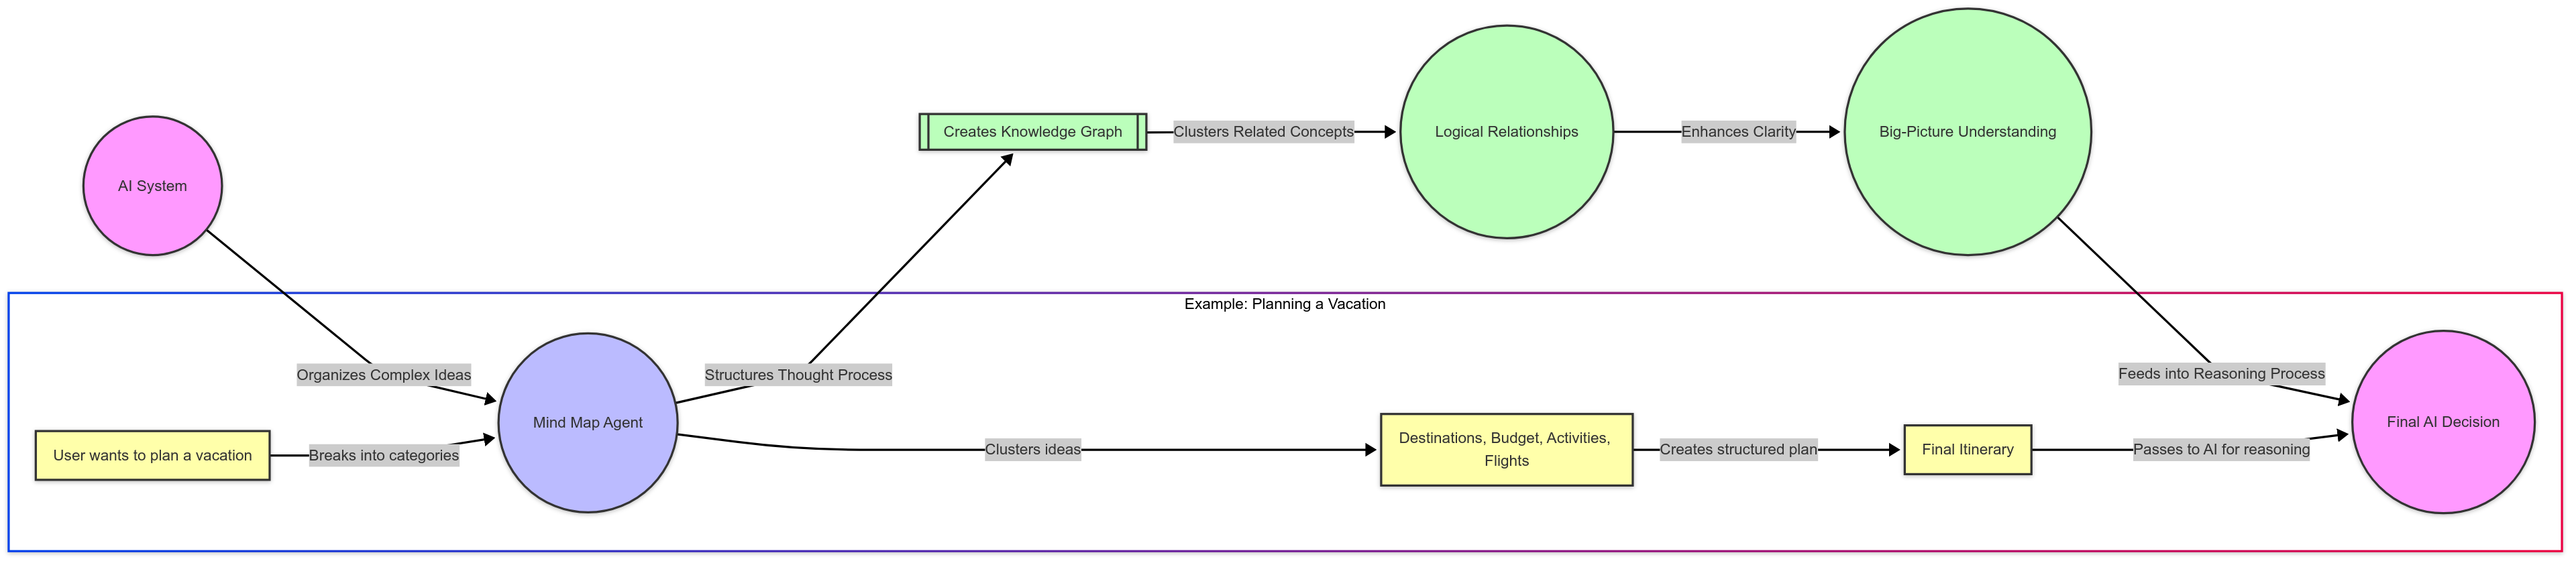 Creates Knowledge Graph
Clusters Related Concepts
Logical Relationships
Enhances Clarity
Big-Picture Understanding
AI System
Example: Planning a Vacation
Organizes Complex Ideas
Structures Thought Process
Feeds into Reasoning Process
Mind Map Agent
Final AI Decision
User wants to plan a vacation
Breaks into categories
Clusters ideas
Destinations, Budget, Activities,
Flights
Creates structured plan
Final Itinerary
Passes to AI for reasoning